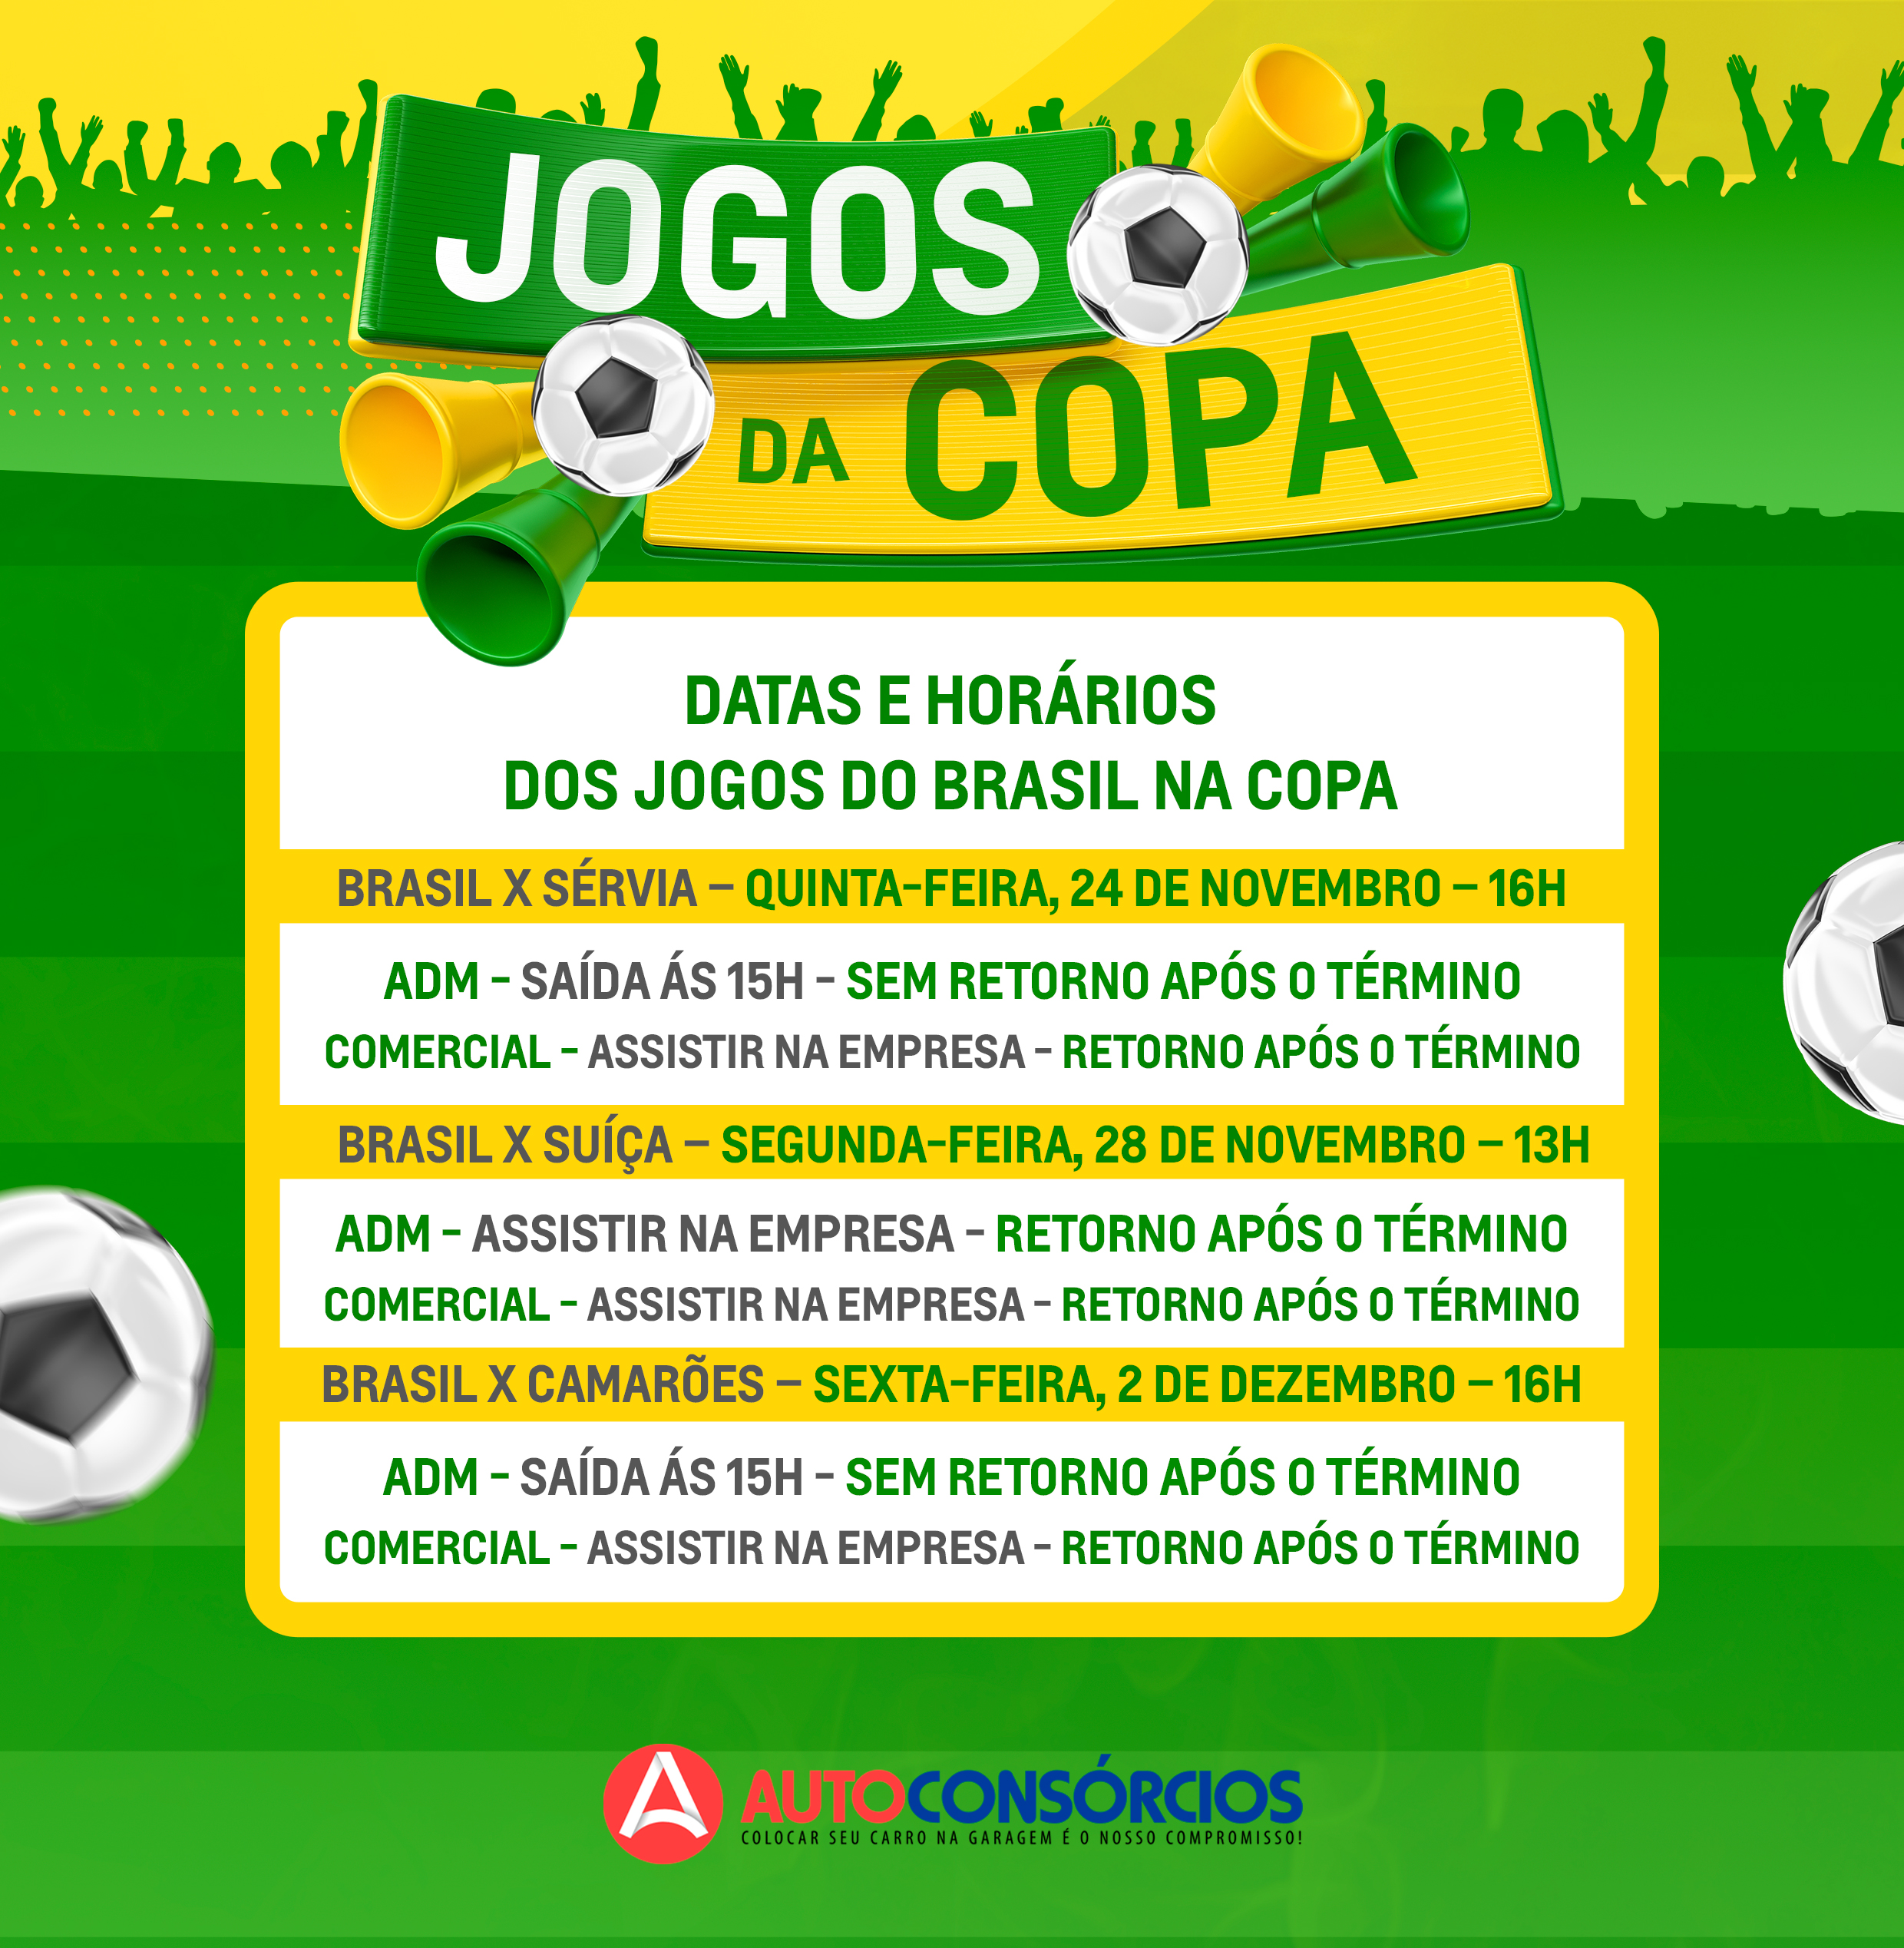 JOGOS
DA COPA
DATAS E HORÁRIOS
DOS JOGOS DO BRASIL NA COPA
BRASIL X SÉRVIA – QUINTA-FEIRA, 24 DE NOVEMBRO – 16H
ADM - SAÍDA ÁS 15H - SEM RETORNO APÓS O TÉRMINO
COMERCIAL - ASSISTIR NA EMPRESA - RETORNO APÓS O TÉRMINO
BRASIL X SUÍÇA – SEGUNDA-FEIRA, 28 DE NOVEMBRO – 13H
ADM - ASSISTIR NA EMPRESA - RETORNO APÓS O TÉRMINO
COMERCIAL - ASSISTIR NA EMPRESA - RETORNO APÓS O TÉRMINO
BRASIL X CAMARÕES – SEXTA-FEIRA, 2 DE DEZEMBRO – 16H
ADM - SAÍDA ÁS 15H - SEM RETORNO APÓS O TÉRMINO
COMERCIAL - ASSISTIR NA EMPRESA - RETORNO APÓS O TÉRMINO
AUTOCONSÓRCIOS
COLOCAR SEU CARRO NA GARAGEM É O NOSSO COMPROMISSO!